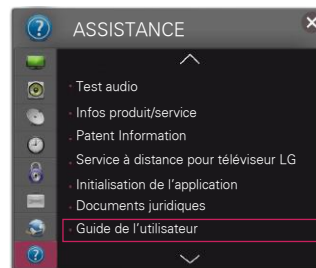 ASSISTANCE
Test audio
Infos produit/service
Patent Information
Service à distance pour téléviseur LG
Initialisation de l'application
Documents juridiques
Guide de l'utilisateur